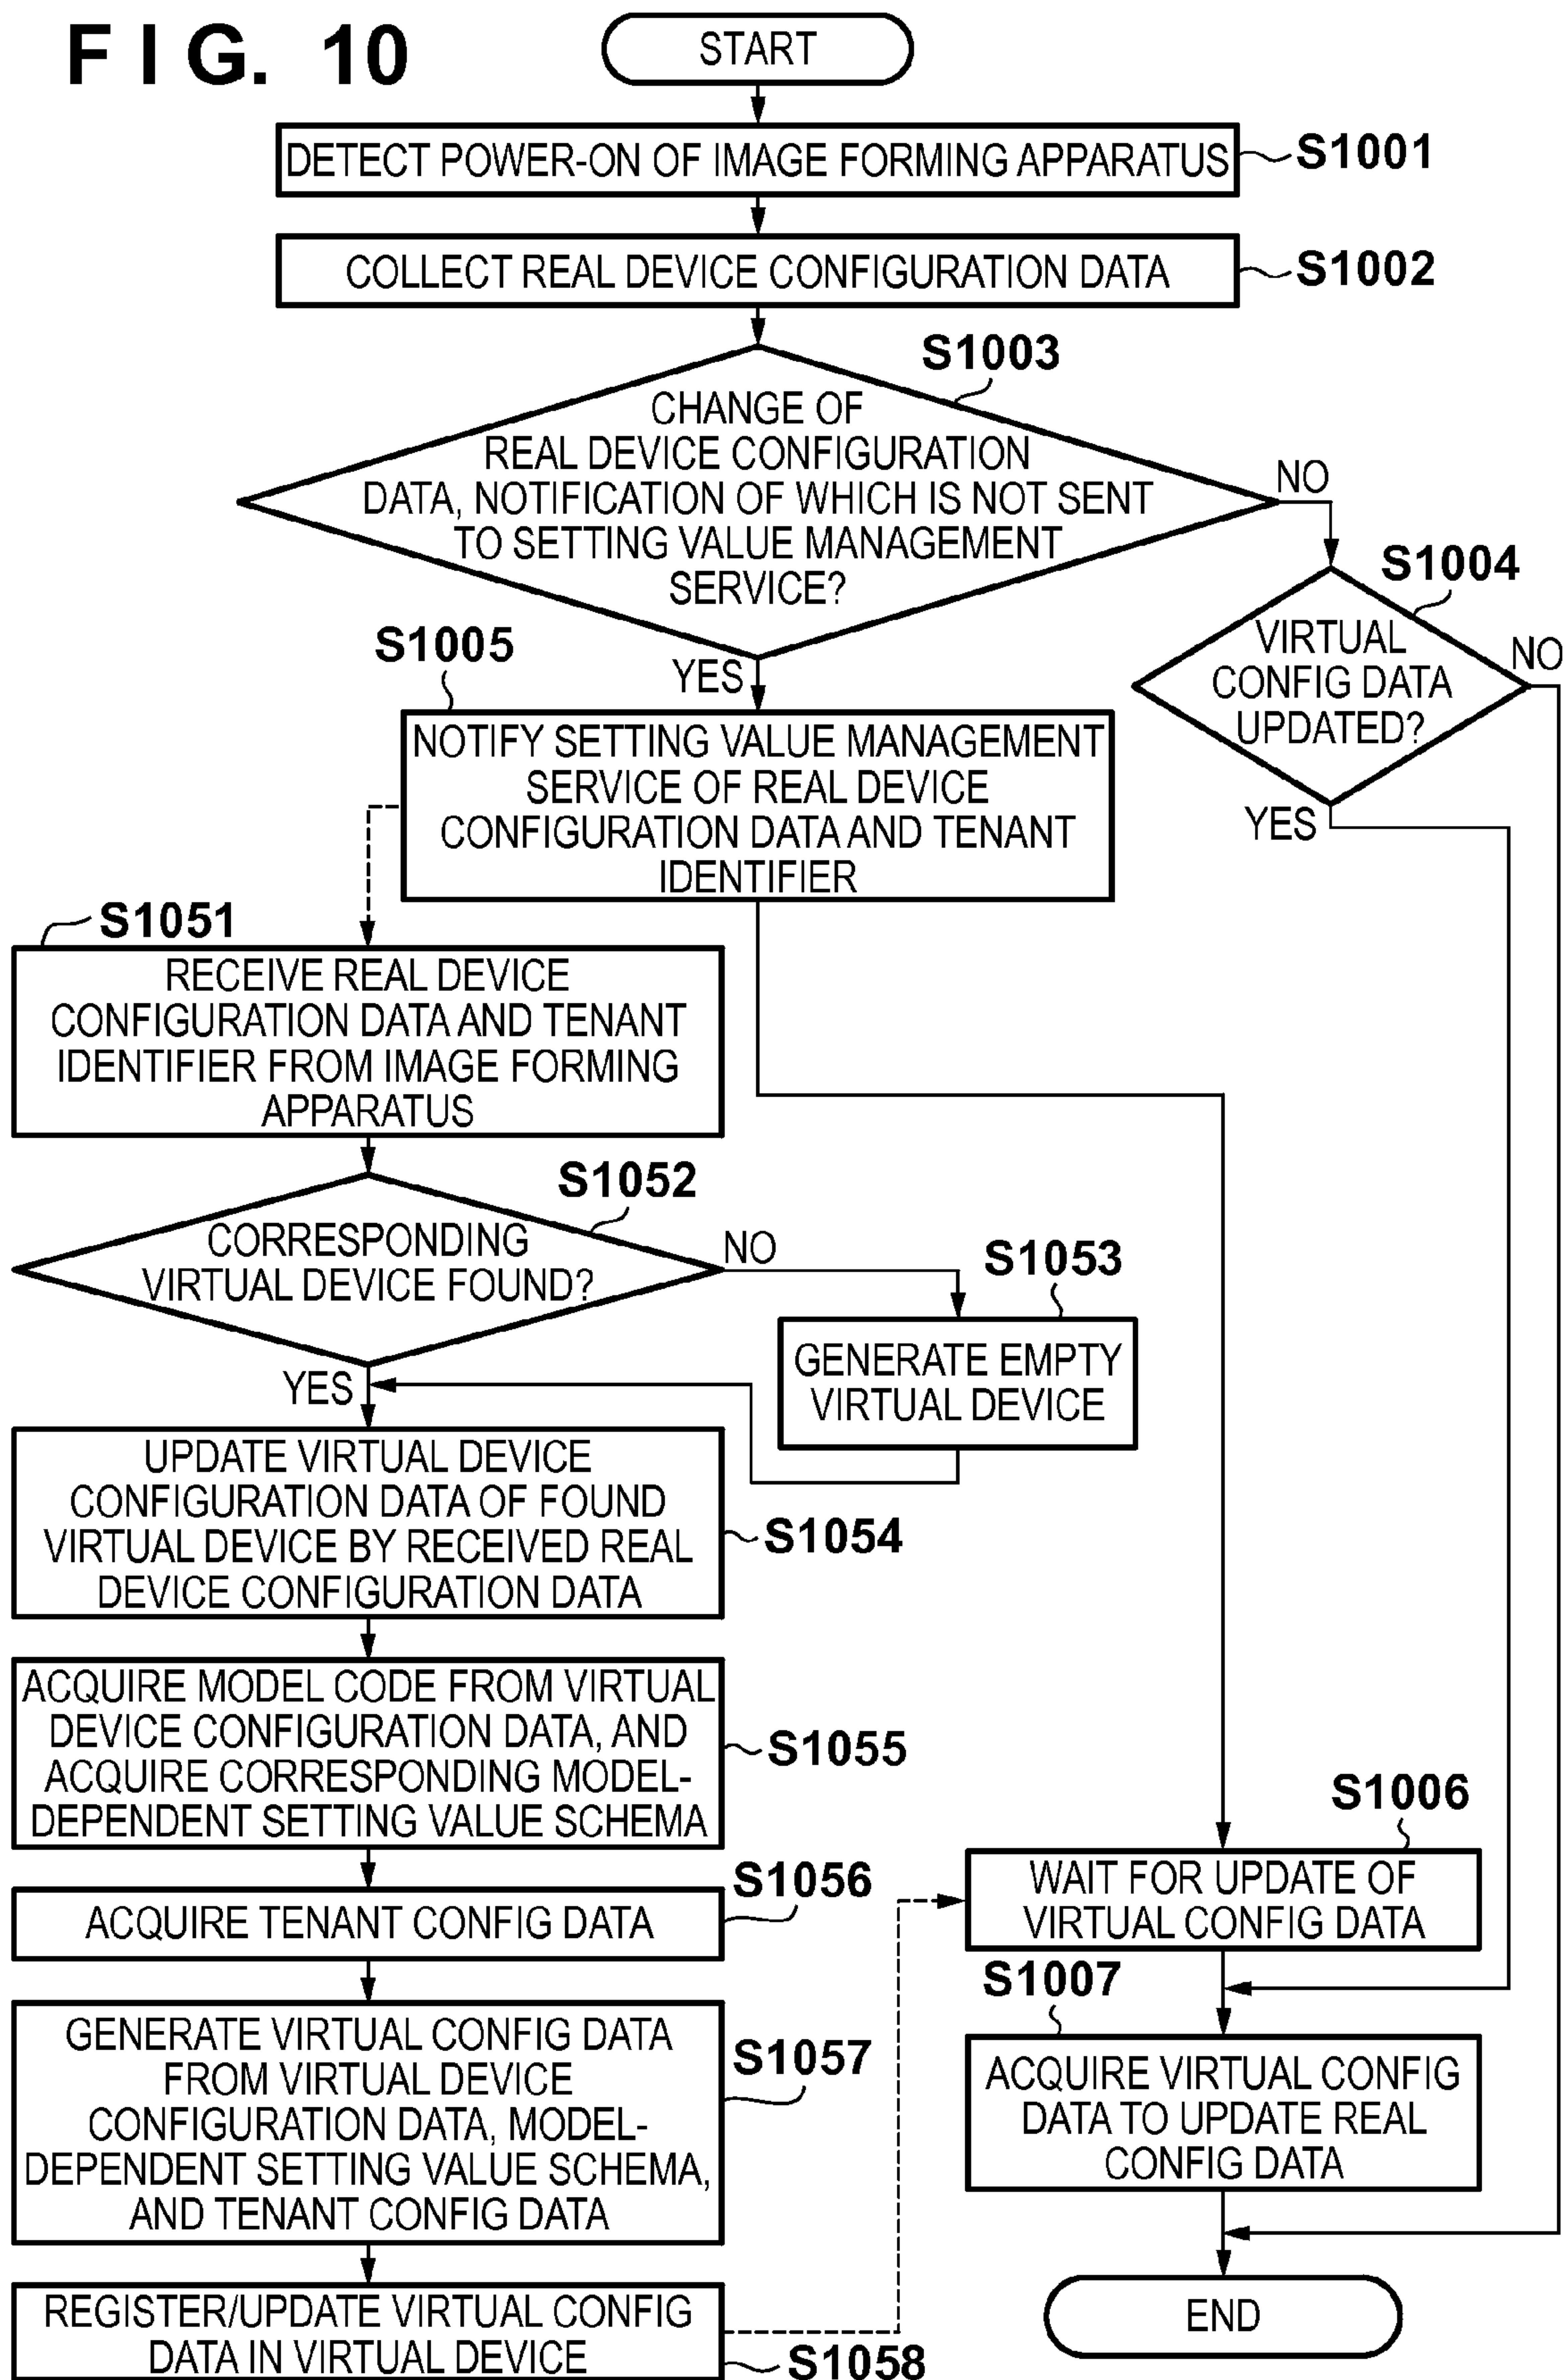 FIG. 10
START
DETECT POWER-ON OF IMAGE FORMING APPARATUS
S1001
COLLECT REAL DEVICE CONFIGURATION DATA
S1002
S1003
CHANGE OF
REAL DEVICE CONFIGURATION
DATA, NOTIFICATION OF WHICH IS NOT SENT
TO SETTING VALUE MANAGEMENT
SERVICE?
NO
YES
S1004
VIRTUAL
CONFIG DATA
UPDATED?
NO
YES
S1005
NOTIFY SETTING VALUE MANAGEMENT
SERVICE OF REAL DEVICE
CONFIGURATION DATA AND TENANT
IDENTIFIER
S1051
RECEIVE REAL DEVICE
CONFIGURATION DATA AND TENANT
IDENTIFIER FROM IMAGE FORMING
APPARATUS
S1052
CORRESPONDING
VIRTUAL DEVICE FOUND?
NO
YES
S1053
GENERATE EMPTY
VIRTUAL DEVICE
UPDATE VIRTUAL DEVICE
CONFIGURATION DATA OF FOUND
VIRTUAL DEVICE BY RECEIVED REAL
DEVICE CONFIGURATION DATA
S1054
ACQUIRE MODEL CODE FROM VIRTUAL
DEVICE CONFIGURATION DATA, AND
ACQUIRE CORRESPONDING MODEL-
DEPENDENT SETTING VALUE SCHEMA
S1055
S1056
ACQUIRE TENANT CONFIG DATA
GENERATE VIRTUAL CONFIG DATA
FROM VIRTUAL DEVICE
CONFIGURATION DATA, MODEL-
DEPENDENT SETTING VALUE SCHEMA,
AND TENANT CONFIG DATA
S1057
REGISTER/UPDATE VIRTUAL CONFIG
DATA IN VIRTUAL DEVICE
S1058
S1006
WAIT FOR UPDATE OF
VIRTUAL CONFIG DATA
S1007
ACQUIRE VIRTUAL CONFIG
DATA TO UPDATE REAL
CONFIG DATA
END